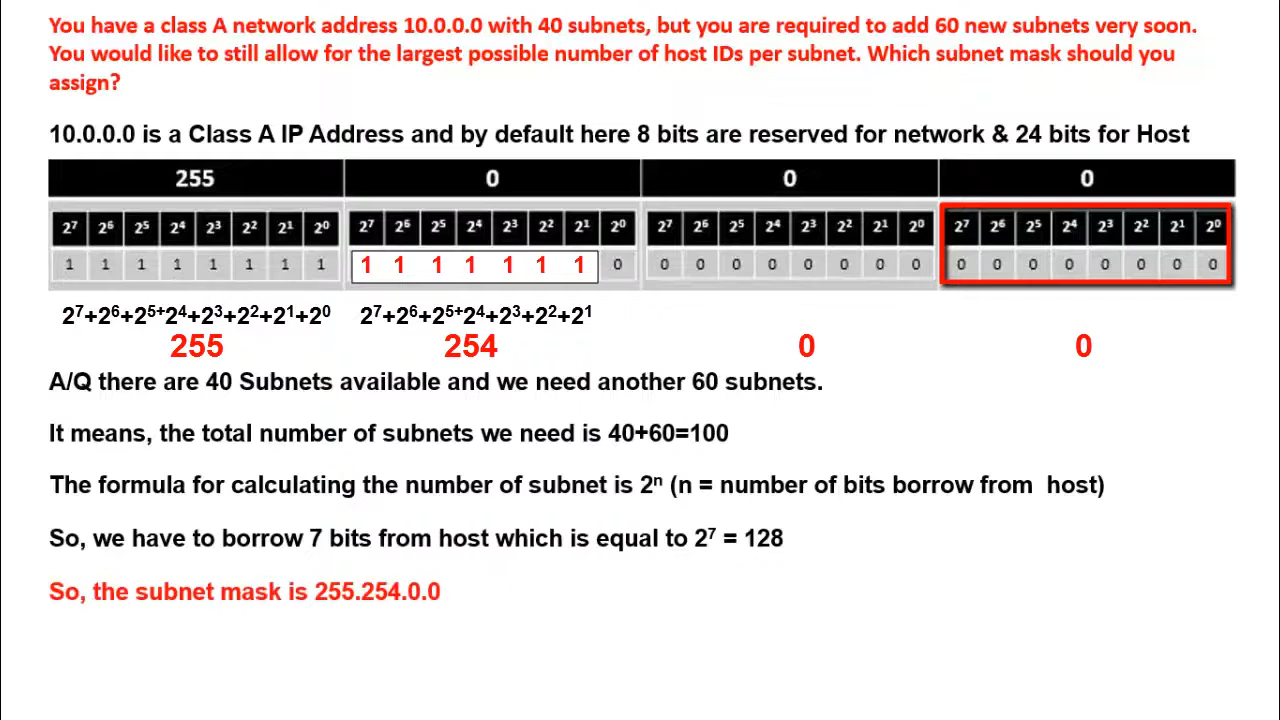 You have a class A network address 10.0.0.0 with 40 subnets, but you are required to add 60 new subnets very soon.
You would like to still allow for the largest possible number of host IDs per subnet. Which subnet mask should you
assign?
10.0.0.0 is a Class A IP Address and by default here 8 bits are reserved for network & 24 bits for Host
255 0 0 0
2⁷ 2⁶ 2⁵ 2⁴ 2³ 2² 2¹ 2⁰ 2⁷ 2⁶ 2⁵ 2⁴ 2³ 2² 2¹ 2⁰ 2⁷ 2⁶ 2⁵ 2⁴ 2³ 2² 2¹ 2⁰ 2⁷ 2⁶ 2⁵ 2⁴ 2³ 2² 2¹ 2⁰
1 1 1 1 1 1 1 1 1 1 1 1 1 1 1 0 0 0 0 0 0 0 0 0 0 0 0 0 0 0 0 0
2⁷+2⁶+2⁵⁺2⁴+2³+2²+2¹+2⁰ 2⁷+2⁶+2⁵⁺2⁴+2³+2²+2¹
255 254 0 0
A/Q there are 40 Subnets available and we need another 60 subnets.
It means, the total number of subnets we need is 40+60=100
The formula for calculating the number of subnet is 2ⁿ (n = number of bits borrow from host)
So, we have to borrow 7 bits from host which is equal to 2⁷ = 128
So, the subnet mask is 255.254.0.0